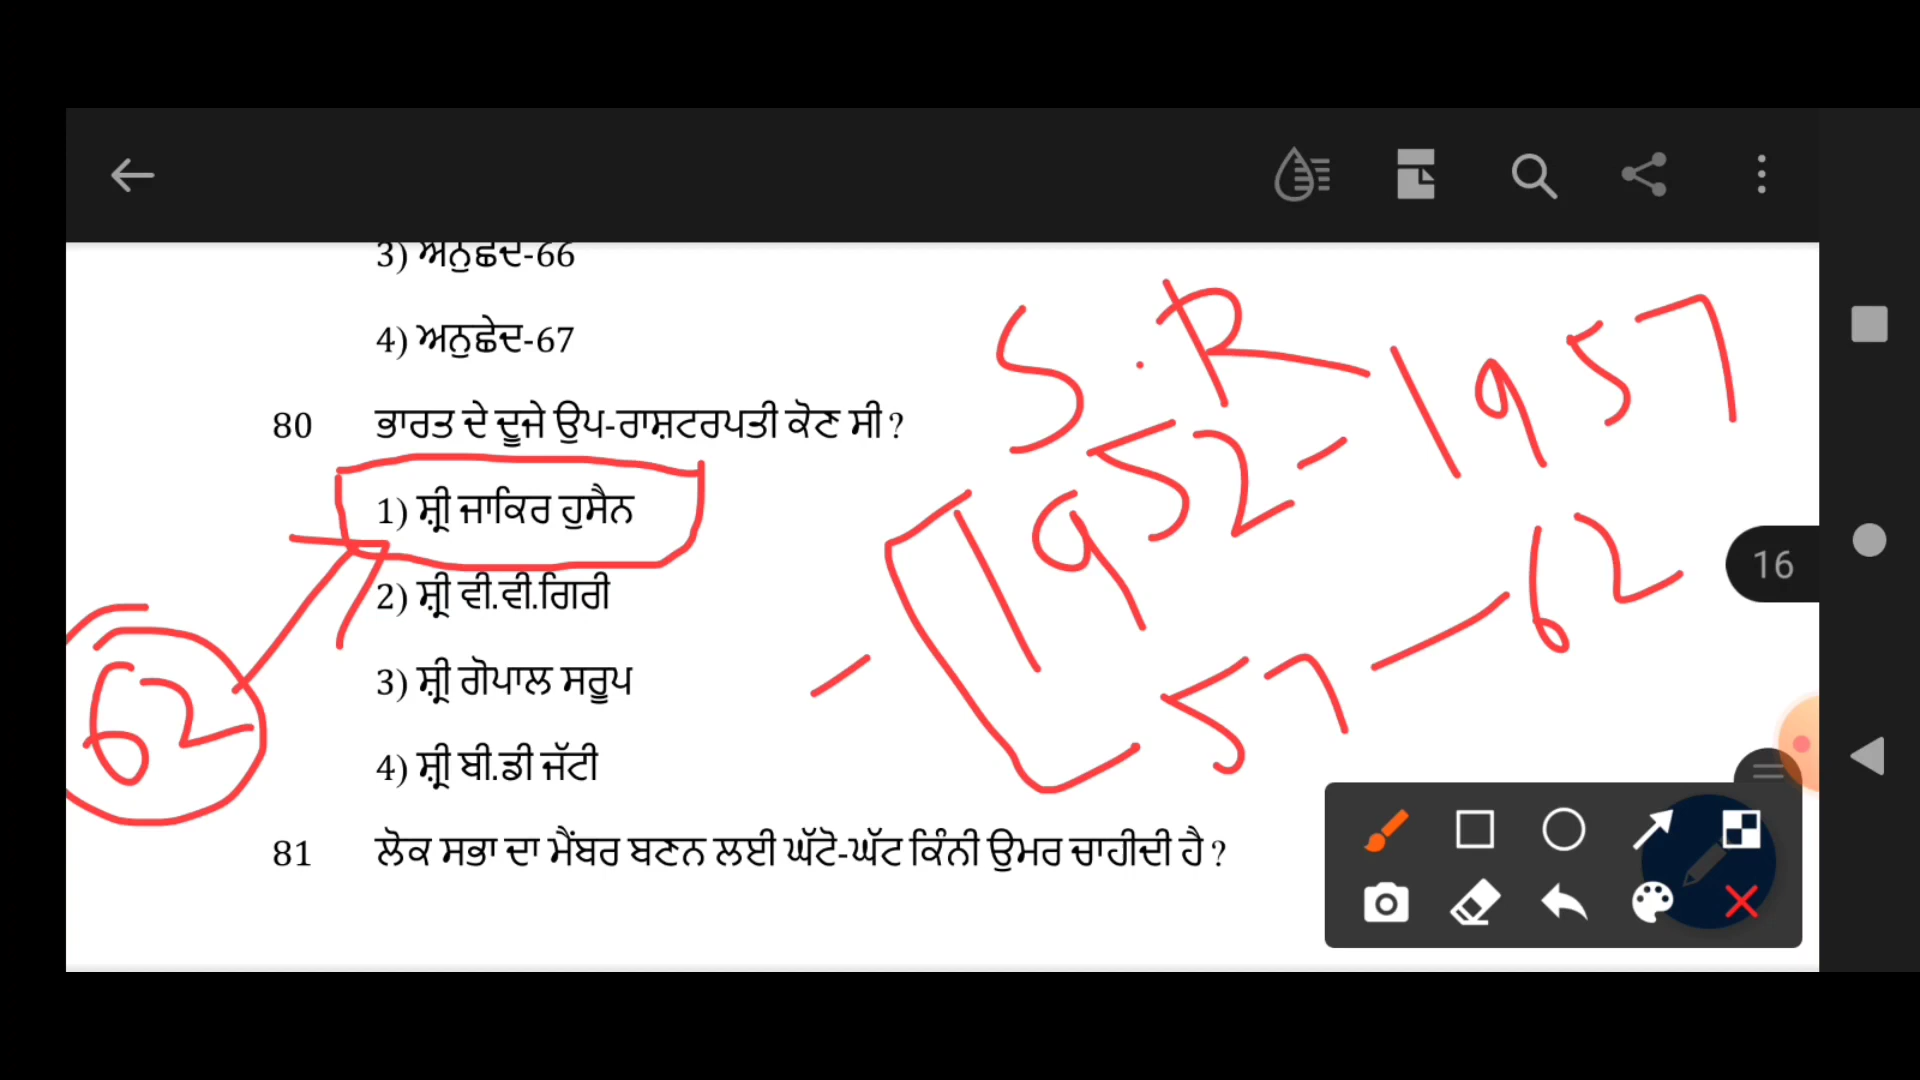 3) ਅਨੁਛੇਦ-66
4) ਅਨੁਛੇਦ-67
S.R-1957
80 ਭਾਰਤ ਦੇ ਦੂਜੇ ਉਪ-ਰਾਸ਼ਟਰਪਤੀ ਕੋਣ ਸੀ?
1952-
1) ਸ਼੍ਰੀ ਜਾਕਿਰ ਹੁਸੈਨ
16
2) ਸ਼੍ਰੀ ਵੀ.ਵੀ.ਗਿਰੀ
57-62
3) ਸ਼੍ਰੀ ਗੋਪਾਲ ਸਰੂਪ
62
4) ਸ਼੍ਰੀ ਬੀ.ਡੀ ਜੱਟੀ
81 ਲੋਕ ਸਭਾ ਦਾ ਮੈਂਬਰ ਬਣਨ ਲਈ ਘੱਟੋ-ਘੱਟ ਕਿੰਨੀ ਉਮਰ ਚਾਹੀਦੀ ਹੈ?